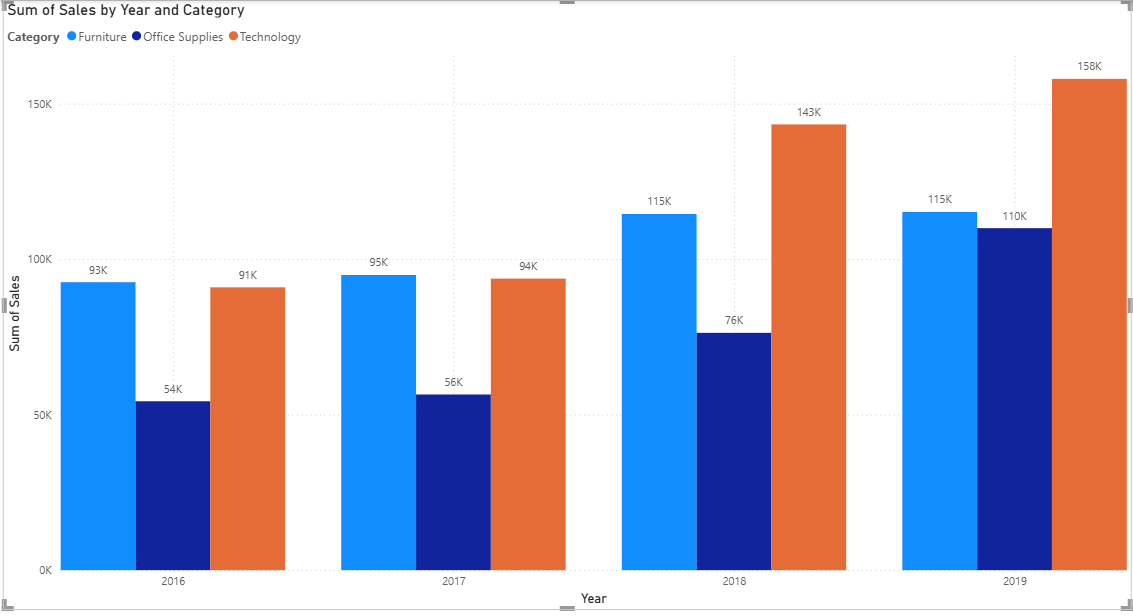 Sum of Sales by Year and Category
Category Furniture Office Supplies Technology
158K
150K
143K
115K
115K
110K
100K
93K
91K
95K
94K
76K
54K
56K
50K
0K
2016
2017
2018
2019
Sum of Sales
Year